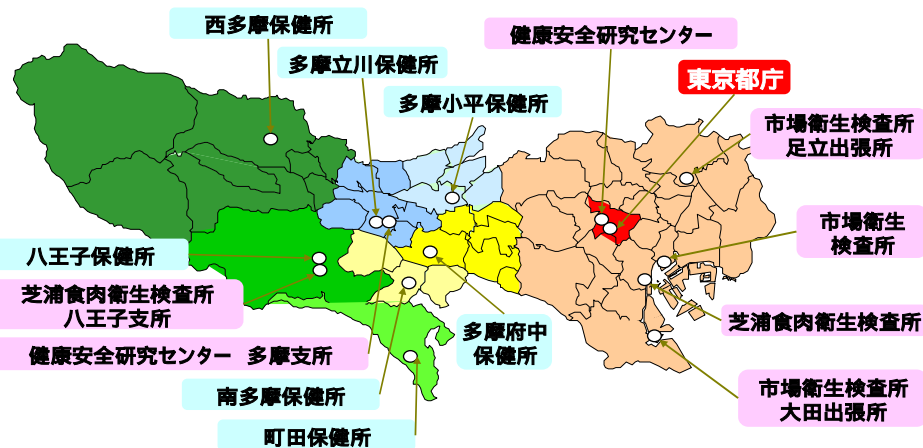 西多摩保健所
健康安全研究センター
多摩立川保健所
東京都庁
多摩小平保健所
市場衛生検査所
足立出張所
市場衛生
検査所
八王子保健所
芝浦食肉衛生検査所
八王子支所
芝浦食肉衛生検査所
多摩府中
保健所
健康安全研究センター 多摩支所
南多摩保健所
市場衛生検査所
大田出張所
町田保健所